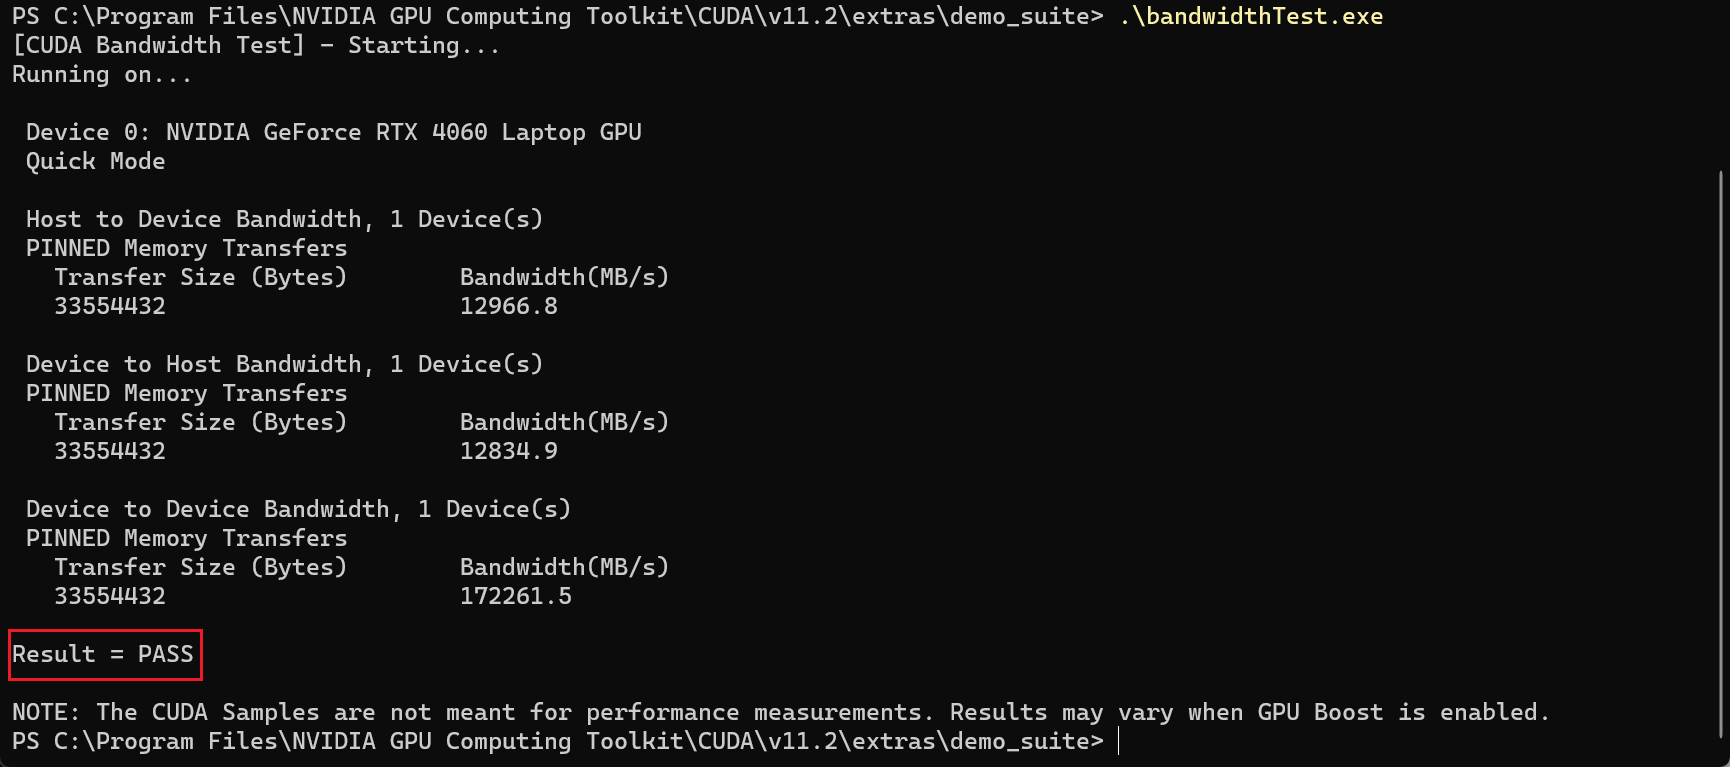 PS C:\Program Files\NVIDIA GPU Computing Toolkit\CUDA\v11.2\extras\demo_suite> .\bandwidthTest.exe
[CUDA Bandwidth Test] - Starting...
Running on...
Device 0: NVIDIA GeForce RTX 4060 Laptop GPU
Quick Mode
Host to Device Bandwidth, 1 Device(s)
PINNED Memory Transfers
Transfer Size (Bytes) Bandwidth(MB/s)
33554432 12966.8
Device to Host Bandwidth, 1 Device(s)
PINNED Memory Transfers
Transfer Size (Bytes) Bandwidth(MB/s)
33554432 12834.9
Device to Device Bandwidth, 1 Device(s)
PINNED Memory Transfers
Transfer Size (Bytes) Bandwidth(MB/s)
33554432 172261.5
Result = PASS
NOTE: The CUDA Samples are not meant for performance measurements. Results may vary when GPU Boost is enabled.
PS C:\Program Files\NVIDIA GPU Computing Toolkit\CUDA\v11.2\extras\demo_suite>